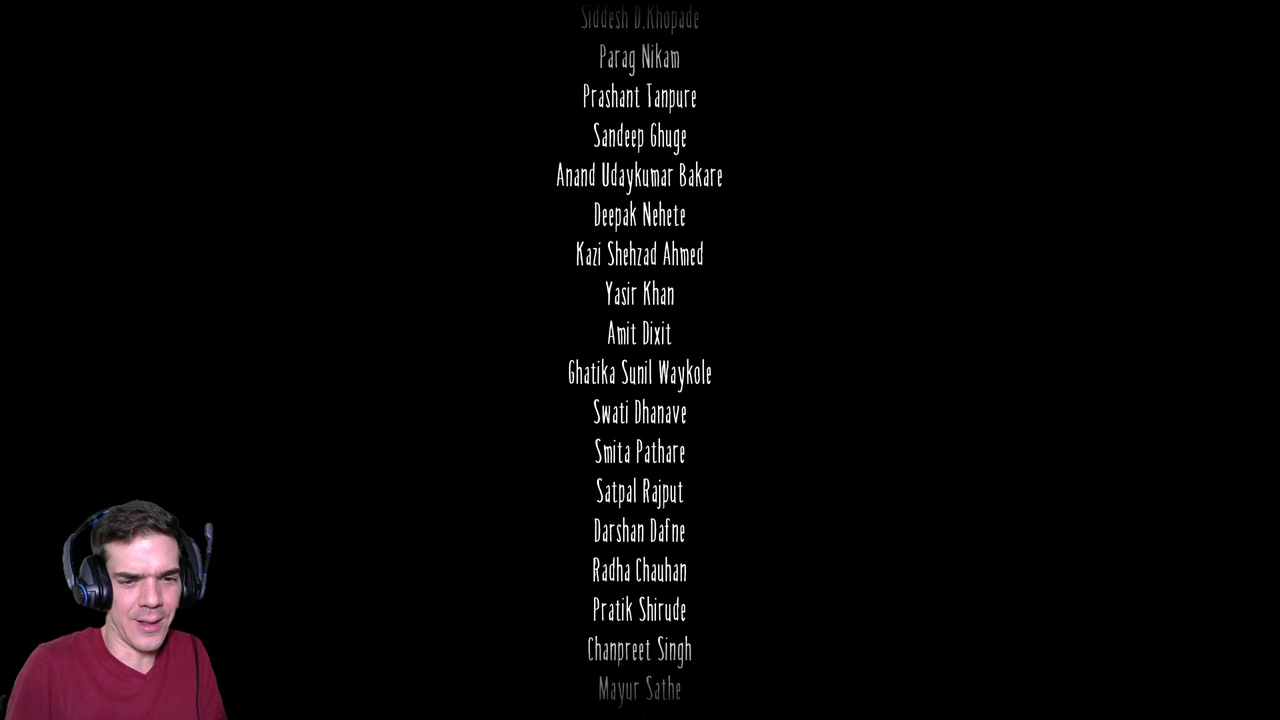 Siddesh D.Khopade
Parag Nikam
Prashant Tanpure
Sandeep Ghuge
Anand Udaykumar Bakare
Deepak Nehete
Kazi Shehzad Ahmed
Yasir Khan
Amit Dixit
Ghatika Sunil Waykole
Swati Dhanave
Smita Pathare
Satpal Rajput
Darshan Dafne
Radha Chauhan
Pratik Shirude
Chanpreet Singh
Mayur Sathe